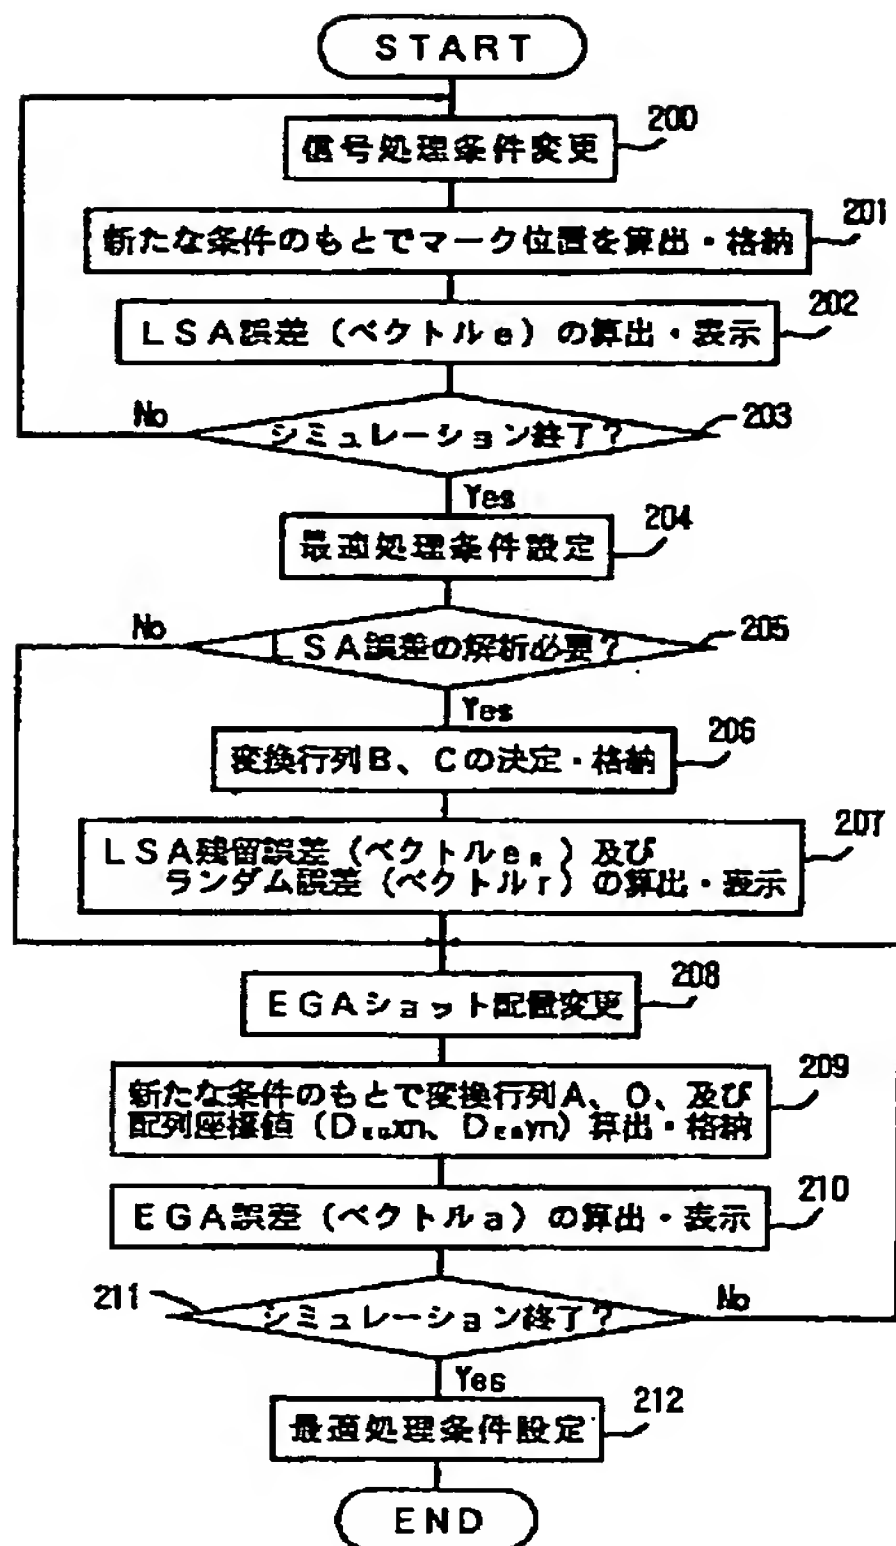 START
200
信号処理条件変更
201
新たな条件のもとでマーク位置を算出・格納
202
LSA誤差(ベクトルe)の算出・表示
No
シミュレーション終了?
203
Yes
204
最適処理条件設定
No
LSA誤差の解析必要?
205
Yes
206
変換行列B、Cの決定・格納
207
LSA残留誤差(ベクトルeR)及び
ランダム誤差(ベクトルr)の算出・表示
208
EGAショット配置変更
209
新たな条件のもとで変換行列A、O、及び
配列座標値(
算出・格納
210
EGA誤差(ベクトルa)の算出・表示
211
シミュレーション終了?
No
Yes
212
最適処理条件設定
END